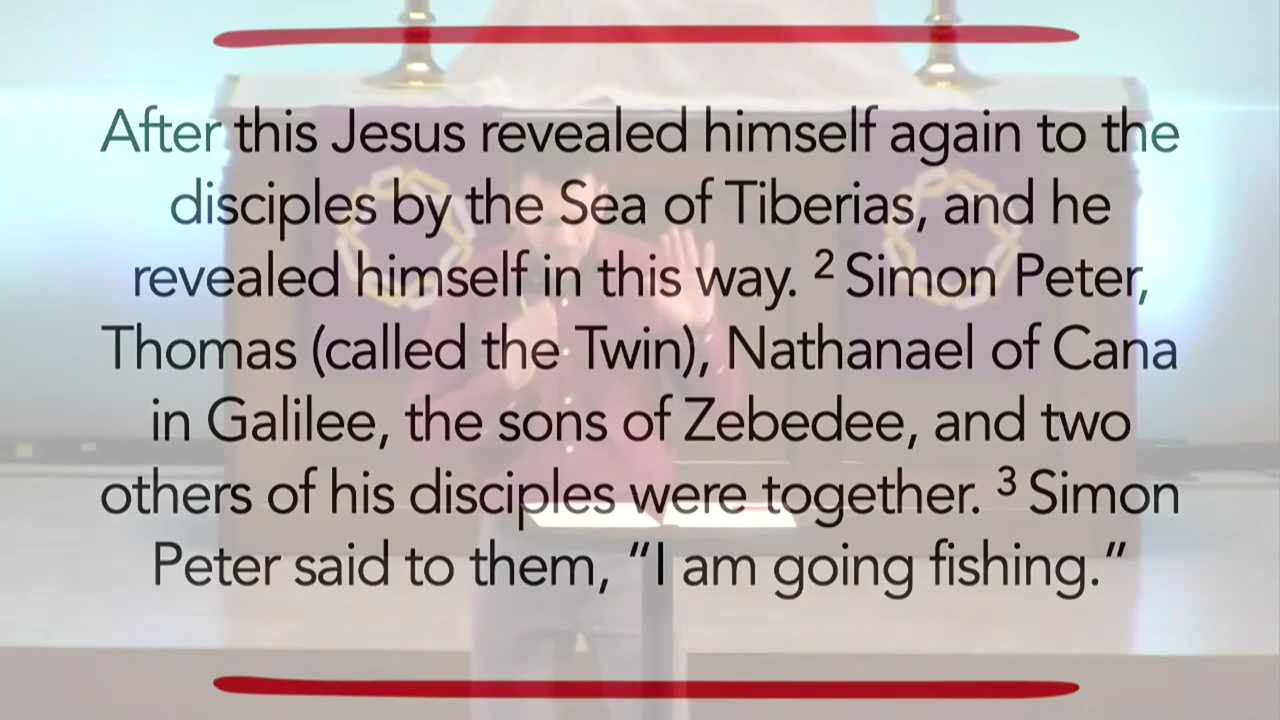 After this Jesus revealed himself again to the
disciples by the Sea of Tiberias, and he
revealed himself in this way. ² Simon Peter,
Thomas (called the Twin), Nathanael of Cana
in Galilee, the sons of Zebedee, and two
others of his disciples were together. ³ Simon
Peter said to them, “I am going fishing.”